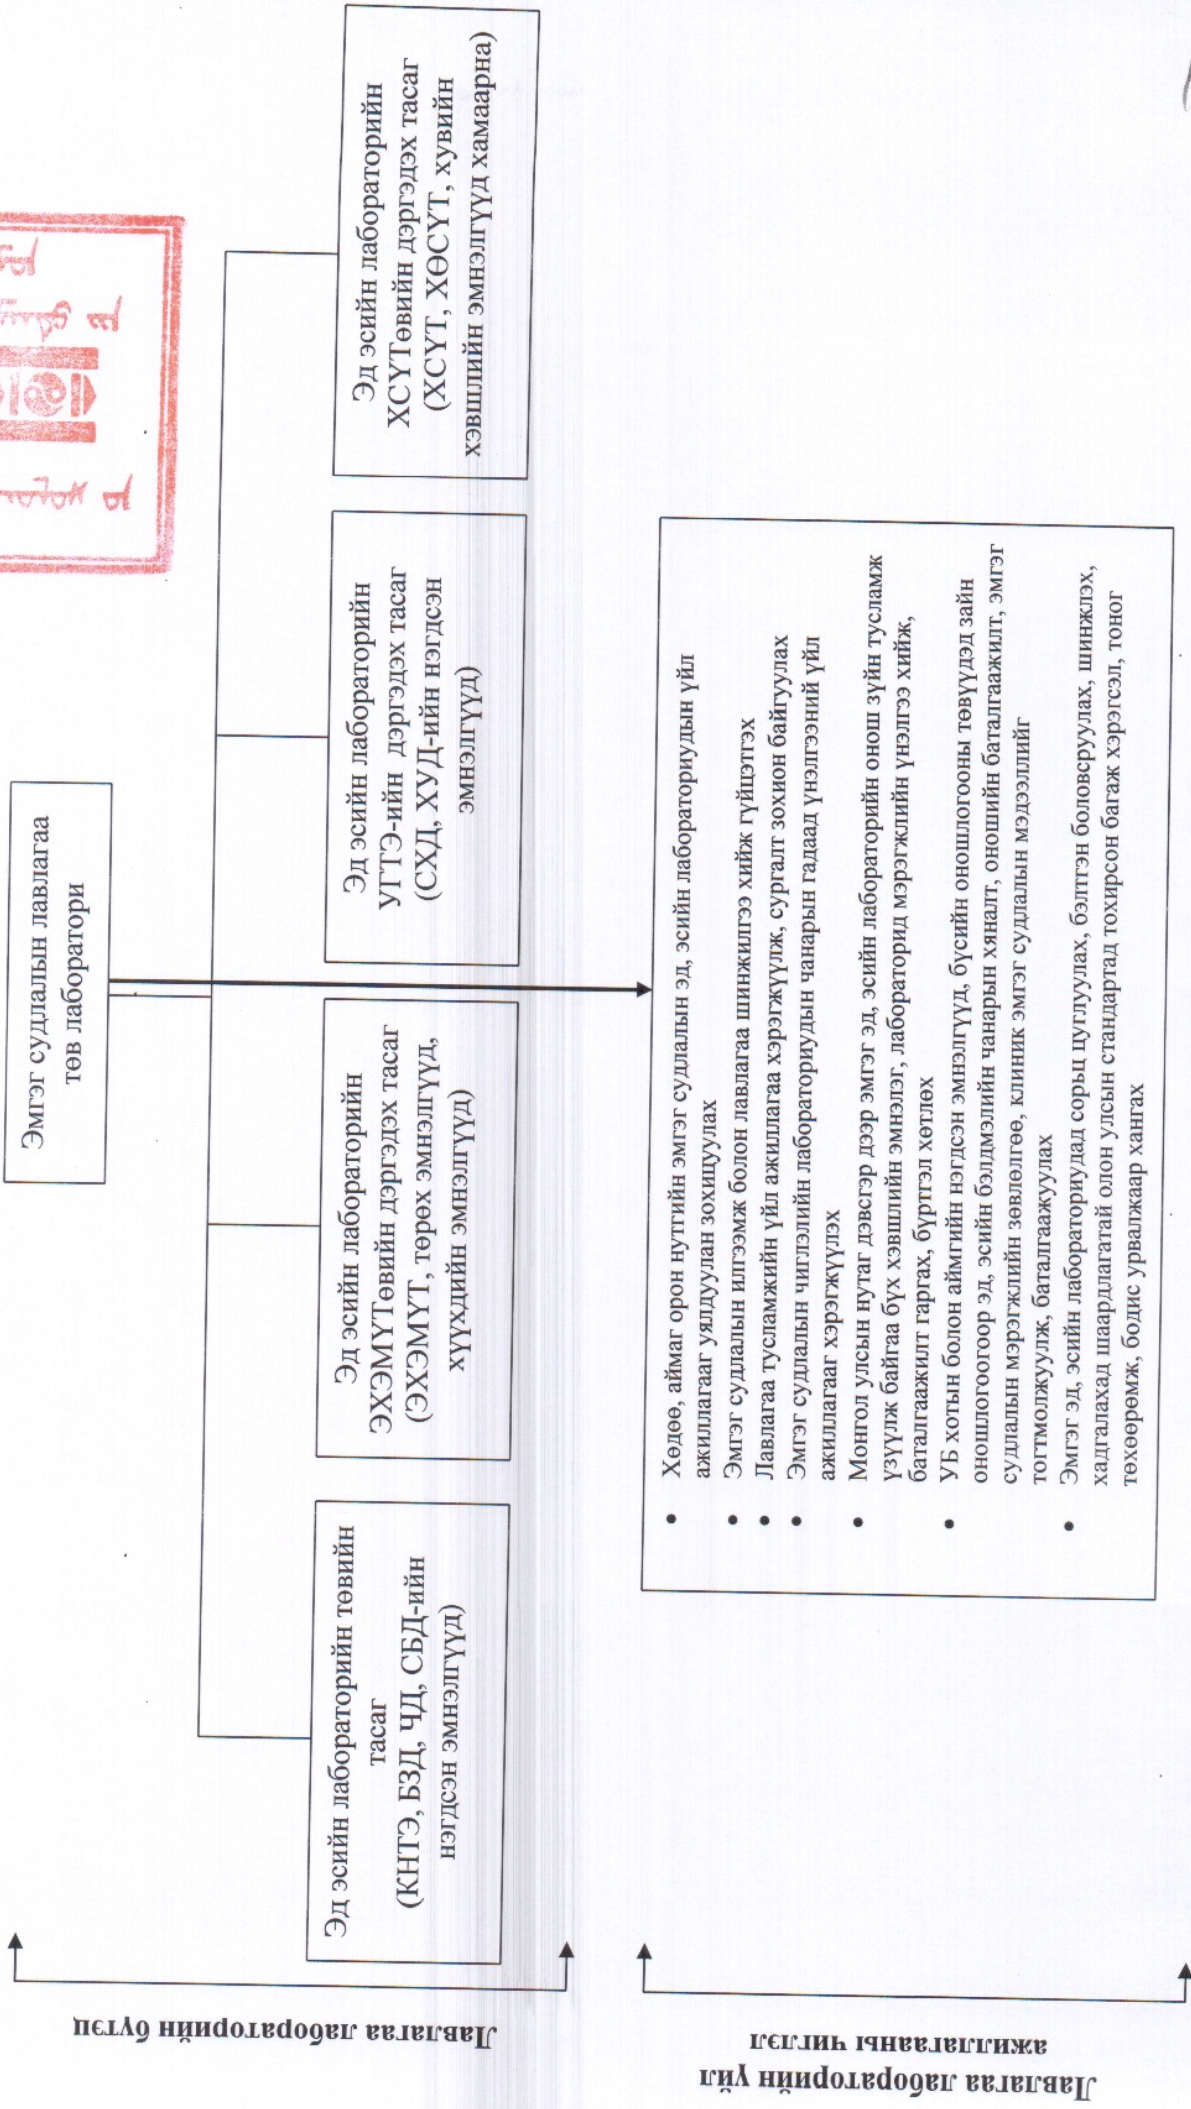 Эмгэг судлалын лавлагаа
төв лаборатори
Лавлагаа лабораторийн бүтэц
Эд эсийн лабораторийн төвийн
тасаг
(КНТЭ, БЗД, ЧД, СБД-ийн
нэгдсэн эмнэлгүүд)
Эд эсийн лабораторийн
ЭХЭМҮТөвийн дэргэдэх тасаг
(ЭХЭМҮТ, төрөх эмнэлгүүд,
хүүхдийн эмнэлгүүд)
Эд эсийн лабораторийн
УГТЭ-ийн дэргэдэх тасаг
(СХД, ХУД-ийн нэгдсэн
эмнэлгүүд)
Эд эсийн лабораторийн
ХСҮТөвийн дэргэдэх тасаг
(ХСҮТ, ХӨСҮТ, хувийн
хэвшлийн эмнэлгүүд хамаарна)
Лавлагаа лабораторийн үйл
ажиллагааны чиглэл
• Хөдөө, аймаг орон нутгийн эмгэг судлалын эд, эсийн лабораториудын үйл
ажиллагааг уялдуулан зохицуулах
• Эмгэг судлалын илгээмж болон лавлагаа шинжилгээ хийж гүйцэтгэх
• Лавлагаа тусламжийн үйл ажиллагаа хэрэгжүүлж, сургалт зохион байгуулах
• Эмгэг судлалын чиглэлийн лабораториудын чанарын гадаад үнэлгээний үйл
ажиллагааг хэрэгжүүлэх
• Монгол улсын нутаг дэвсгэр дээр эмгэг эд, эсийн лабораторийн онош зүйн тусламж
үзүүлж байгаа бүх хэвшлийн эмнэлэг, лабораторид мэргэжлийн үнэлгээ хийж,
баталгаажилт гаргах, бүртгэл хөтлөх
• УБ хотын болон аймгийн нэгдсэн эмнэлгүүд, бүсийн оношлогооны төвүүдэд зайн
оношлогоогоор эд, эсийн бэлдмэлийн чанарын хяналт, оношийн баталгаажилт, эмгэг
судлалын мэргэжлийн зөвлөлгөө, клиник эмгэг судлалын мэдээллийг
тогтмолжуулж, баталгаажуулах
• Эмгэг эд, эсийн лабораториудад сорьц цуглуулах, бэлтгэн боловсруулах, шинжлэх,
хадгалахад шаардлагатай олон улсын стандартад тохирсон багаж хэрэгсэл, тоног
төхөөрөмж, бодис урвалжаар хангах